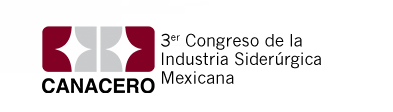 3er Congreso de la
Industria Siderúrgica
Mexicana
CANACERO